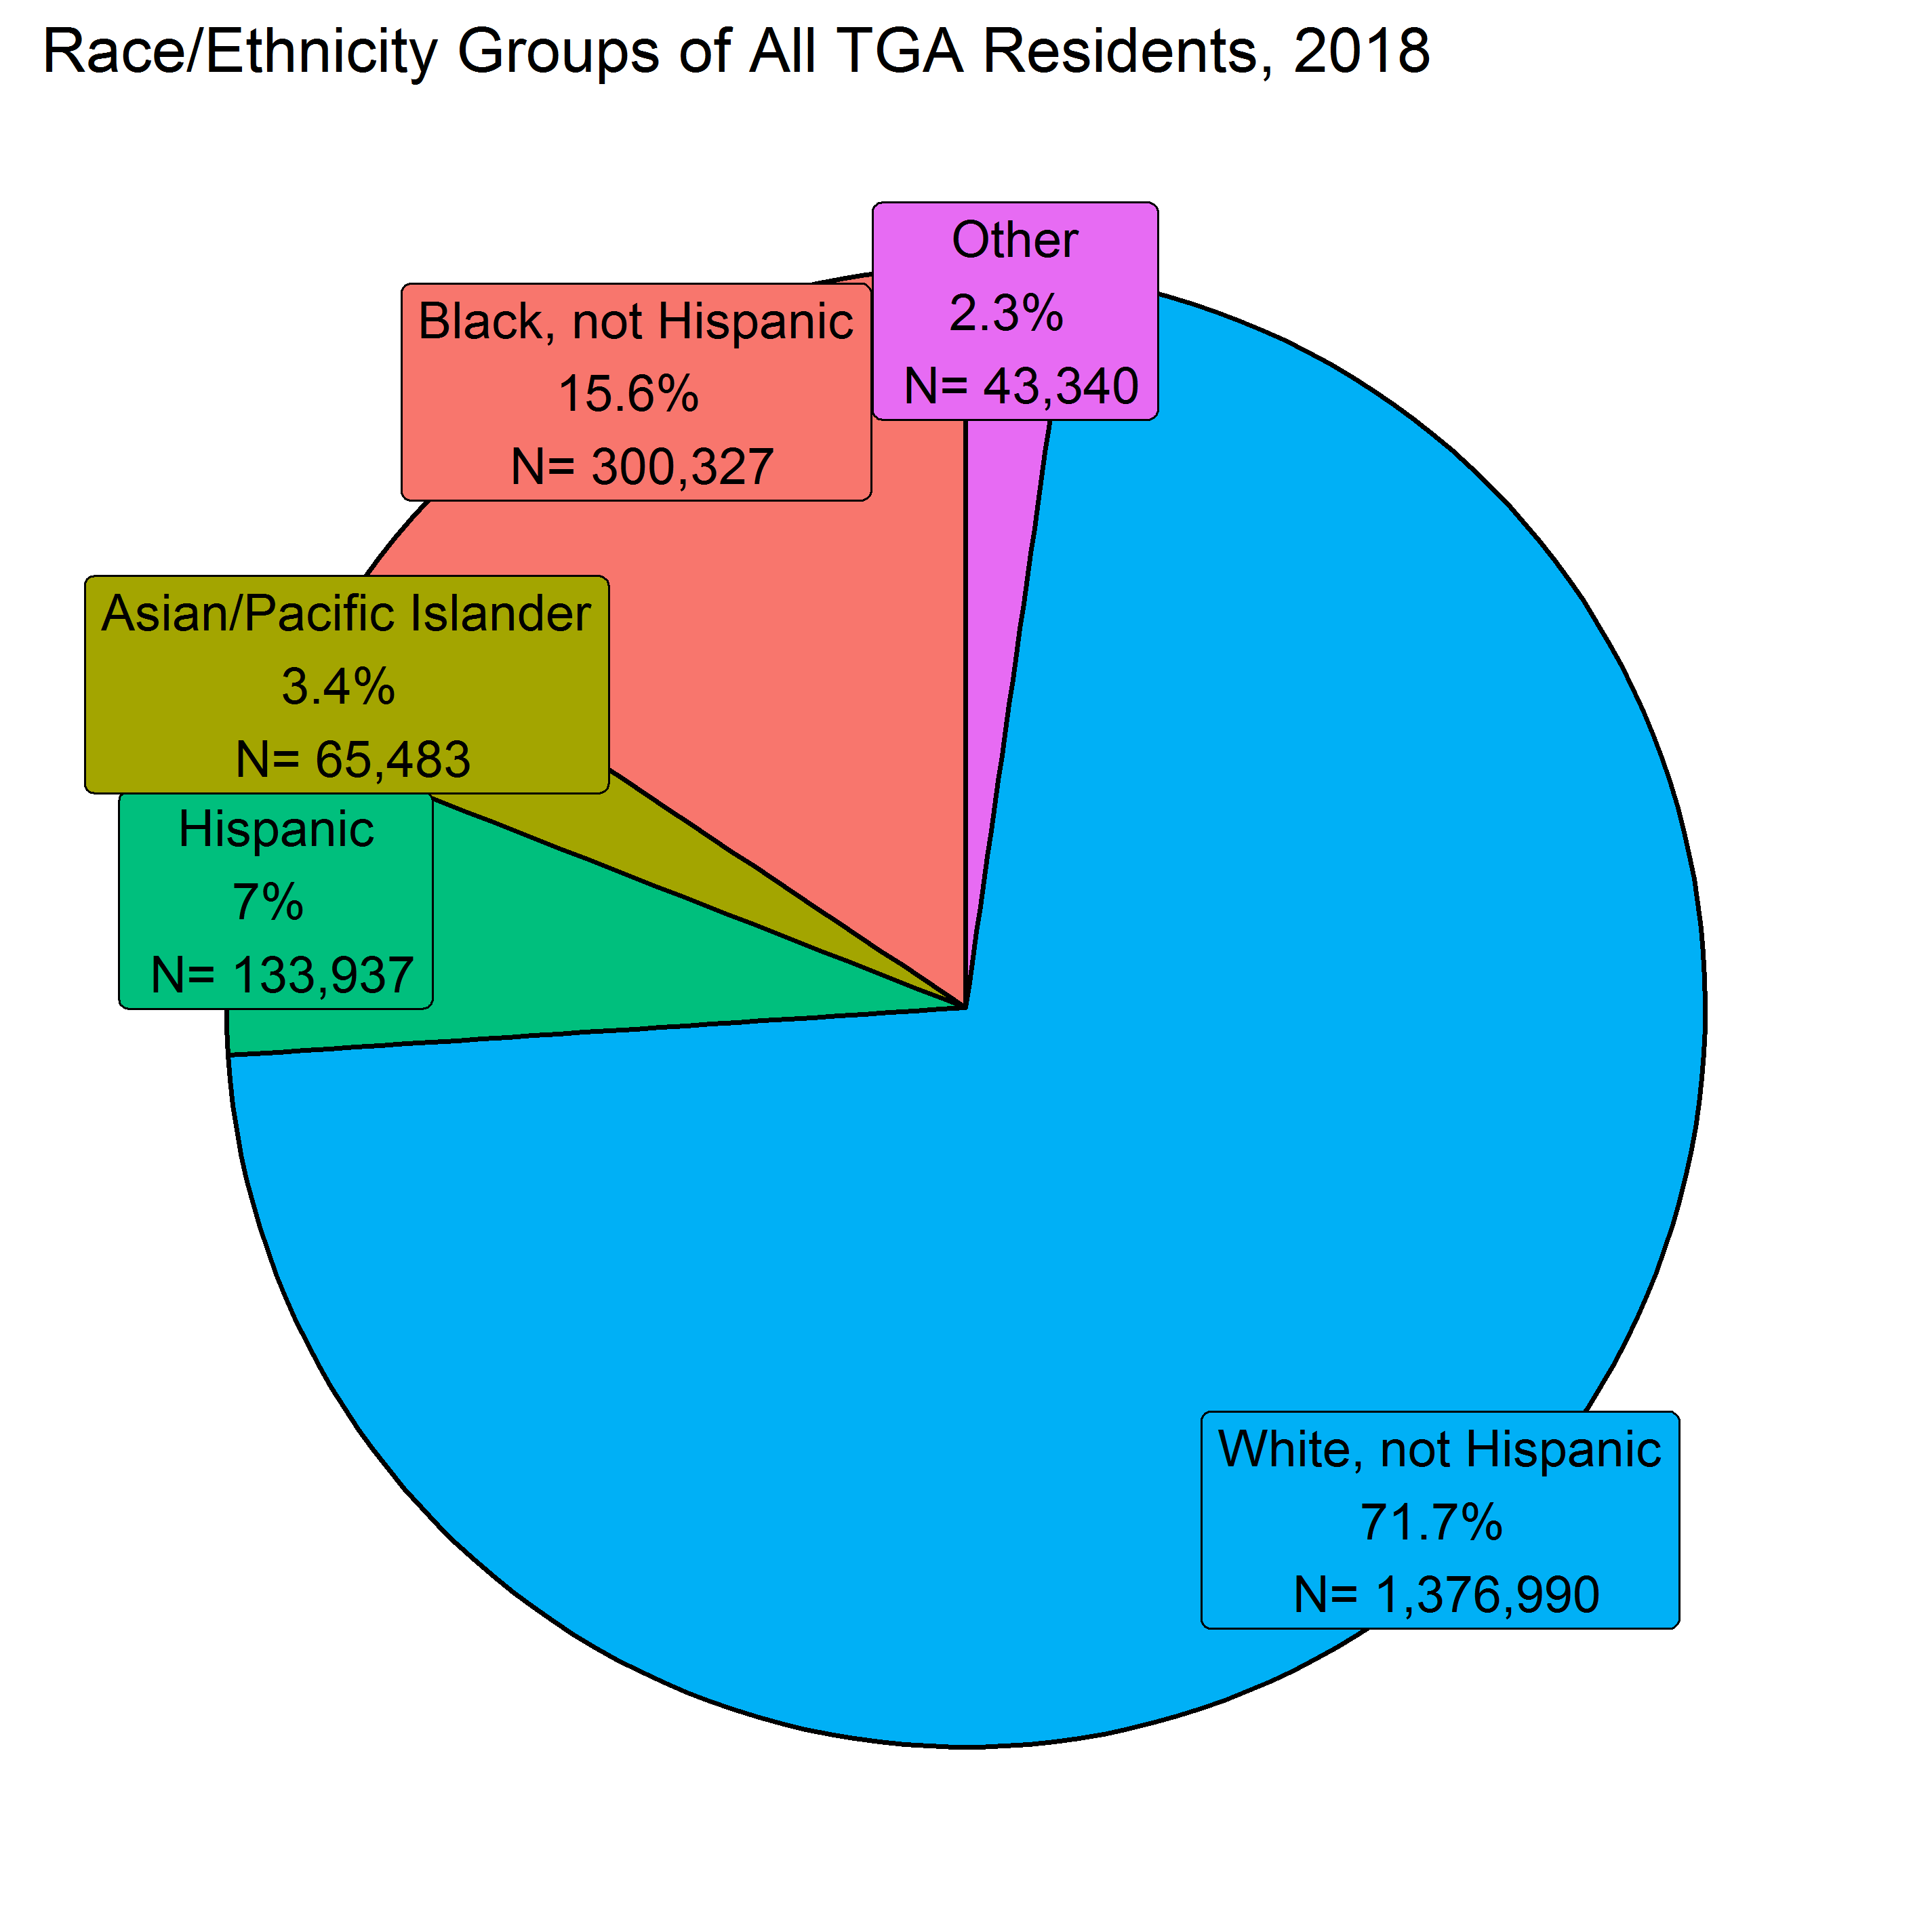 Race/Ethnicity Groups of All TGA Residents, 2018
Other
2.3%
N= 43,340
Black, not Hispanic
15.6%
N= 300,327
Asian/Pacific Islander
3.4%
N= 65,483
Hispanic
7%
N= 133,937
White, not Hispanic
71.7%
N= 1,376,990